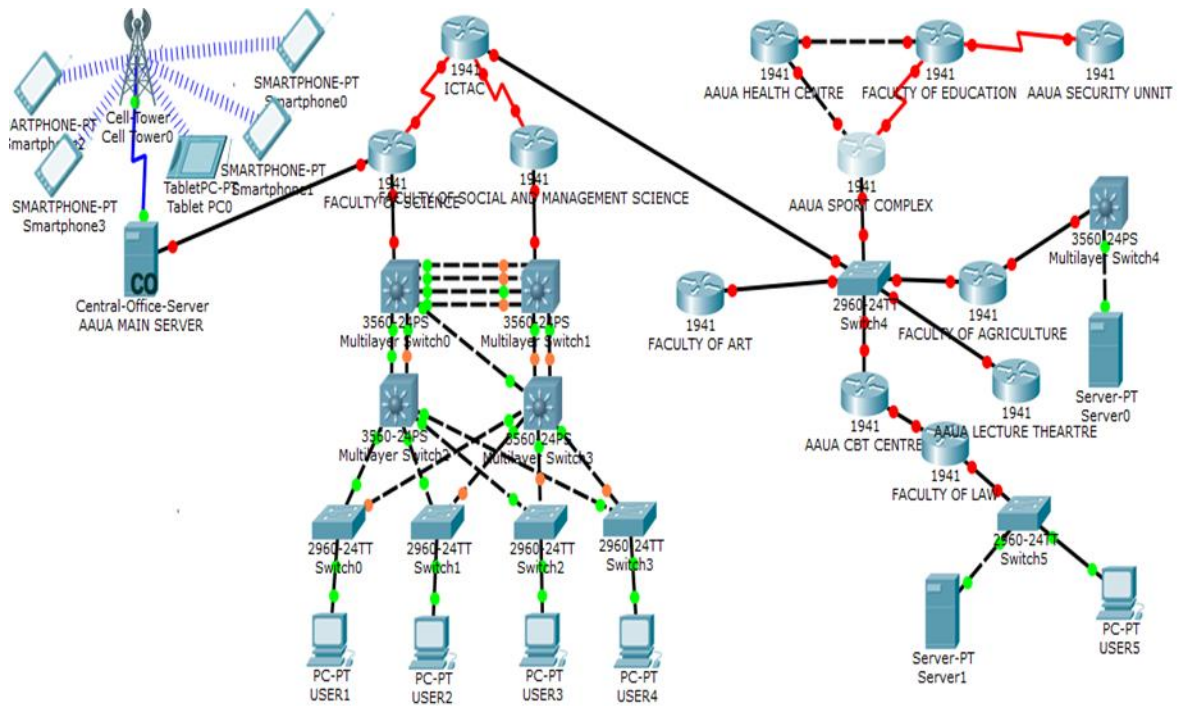 SMARTPHONE-PT
Smartphone0
Cell-Tower
Cell Tower0
SMARTPHONE-PT
Smartphone1
TabletPC-PT
Tablet PC0
SMARTPHONE-PT
Smartphone3
ARTPHONE-PT
CO
Central-Office-Server
AAUA MAIN SERVER
1941
ICTAC
1941
FACULTY OF SCIENCE
1941
FACULTY OF SOCIAL AND MANAGEMENT SCIENCE
3560-24PS
Multilayer Switch0
3560-24PS
Multilayer Switch1
3560-24PS
Multilayer Switch2
3560-24PS
Multilayer Switch3
2960-24TT
Switch0
2960-24TT
Switch1
2960-24TT
Switch2
2960-24TT
Switch3
PC-PT
USER1
PC-PT
USER2
PC-PT
USER3
PC-PT
USER4
1941
AAUA HEALTH CENTRE
1941
FACULTY OF EDUCATION
1941
AAUA SECURITY UNNIT
1941
AAUA SPORT COMPLEX
3560-24PS
Multilayer Switch4
2960-24TT
Switch4
1941
FACULTY OF AGRICULTURE
1941
FACULTY OF ART
Server-PT
Server0
1941
AAUA LECTURE THEARTRE
1941
AAUA CBT CENTRE
1941
FACULTY OF LAW
2960-24TT
Switch5
Server-PT
Server1
PC-PT
USER5